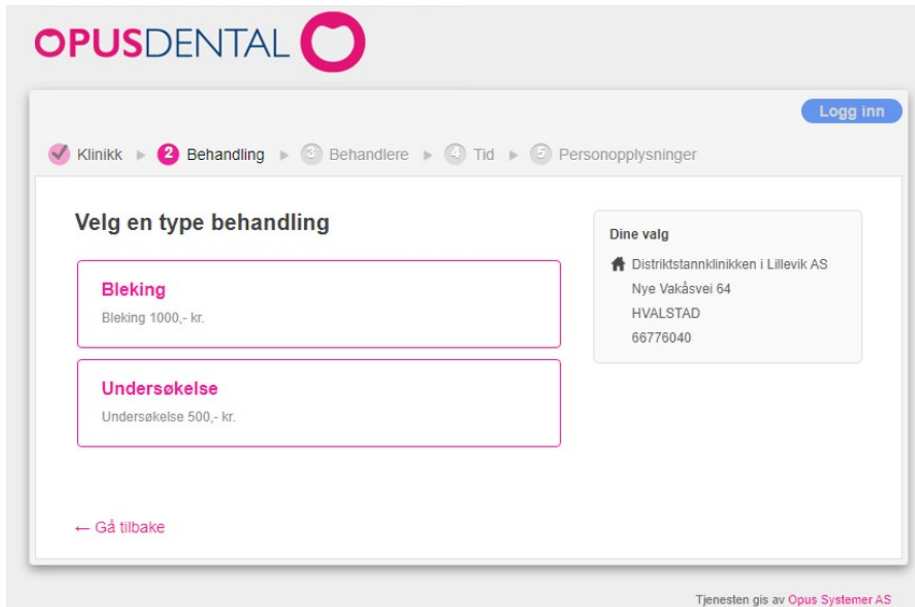 OPUSDENTAL
Logg inn
Klinikk 2 Behandling 3 Behandlere 4 Tid 5 Personopplysninger
Velg en type behandling
Bleking
Bleking 1000,- kr.
Undersøkelse
Undersøkelse 500,- kr.
← Gå tilbake
Dine valg
Distriktstannklinikken i Lillevik AS
Nye Vakåsvei 64
HVALSTAD
66776040
Tjenesten gis av Opus Systemer AS